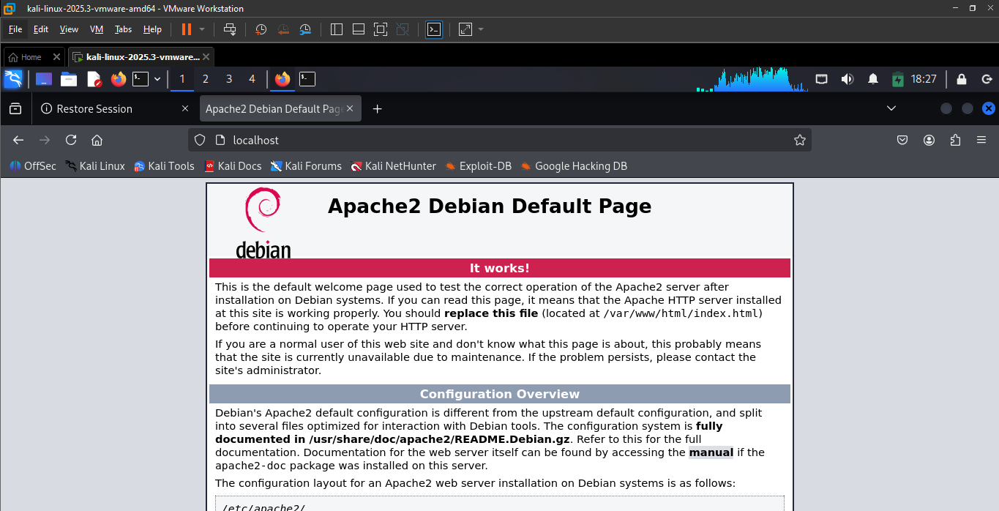 kali-linux-2025.3-vmware-amd64 - VMware Workstation
File Edit View VM Tabs Help
Home kali-linux-2025.3-vmware...
1 2 3 4 18:27
Restore Session Apache2 Debian Default Page
localhost
OffSec Kali Linux Kali Tools Kali Docs Kali Forums Kali NetHunter Exploit-DB Google Hacking DB
debian
Apache2 Debian Default Page
It works!
This is the default welcome page used to test the correct operation of the Apache2 server after
installation on Debian systems. If you can read this page, it means that the Apache HTTP server installed
at this site is working properly. You should replace this file (located at /var/www/html/index.html)
before continuing to operate your HTTP server.
If you are a normal user of this web site and don't know what this page is about, this probably means
that the site is currently unavailable due to maintenance. If the problem persists, please contact the
site's administrator.
Configuration Overview
Debian's Apache2 default configuration is different from the upstream default configuration, and split
into several files optimized for interaction with Debian tools. The configuration system is fully
documented in /usr/share/doc/apache2/README.Debian.gz. Refer to this for the full
documentation. Documentation for the web server itself can be found by accessing the manual if the
apache2-doc package was installed on this server.
The configuration layout for an Apache2 web server installation on Debian systems is as follows:
/etc/apache2/